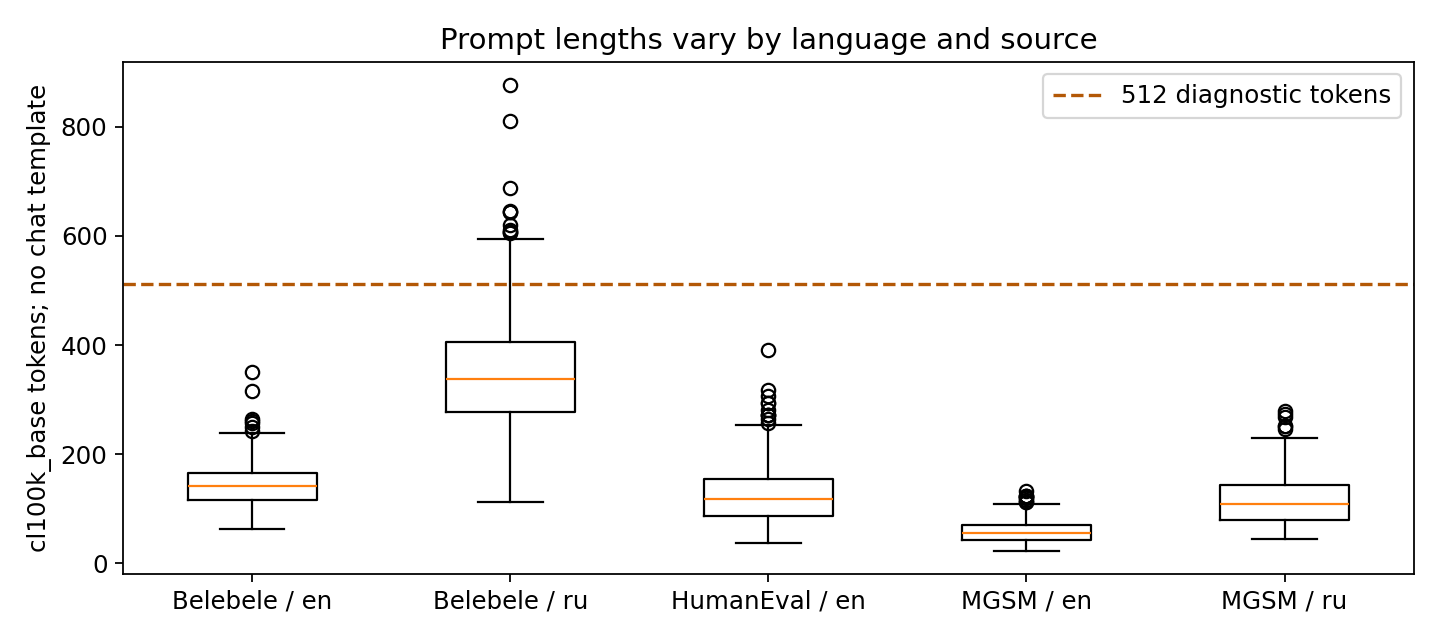 Prompt lengths vary by language and source
512 diagnostic tokens
cl100k_base tokens; no chat template
800
600
400
200
0
Belebele / en
Belebele / ru
HumanEval / en
MGSM / en
MGSM / ru